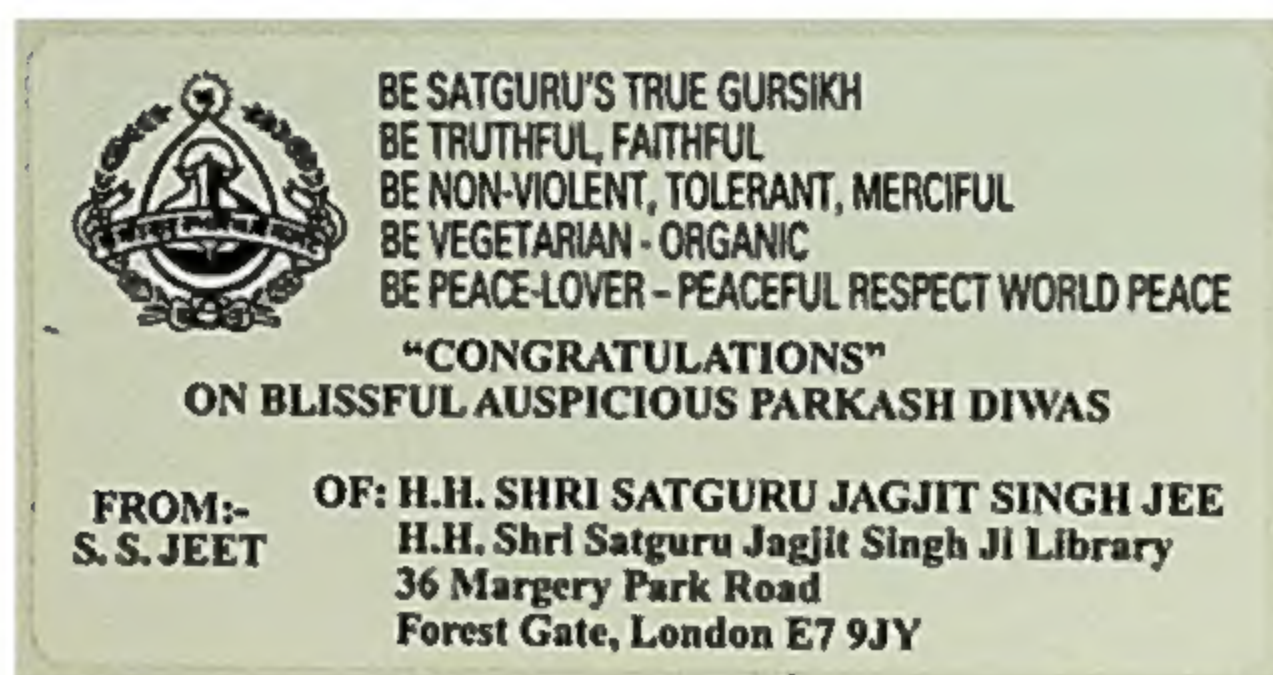 BE SATGURU'S TRUE GURSIKH
BE TRUTHFUL, FAITHFUL
BE NON-VIOLENT, TOLERANT, MERCIFUL
BE VEGETARIAN - ORGANIC
BE PEACE-LOVER – PEACEFUL RESPECT WORLD PEACE
“CONGRATULATIONS”
ON BLISSFUL AUSPICIOUS PARKASH DIWAS
FROM:-
S. S. JEET
OF: H.H. SHRI SATGURU JAGJIT SINGH JEE
H.H. Shri Satguru Jagjit Singh Ji Library
36 Margery Park Road
Forest Gate, London E7 9JY